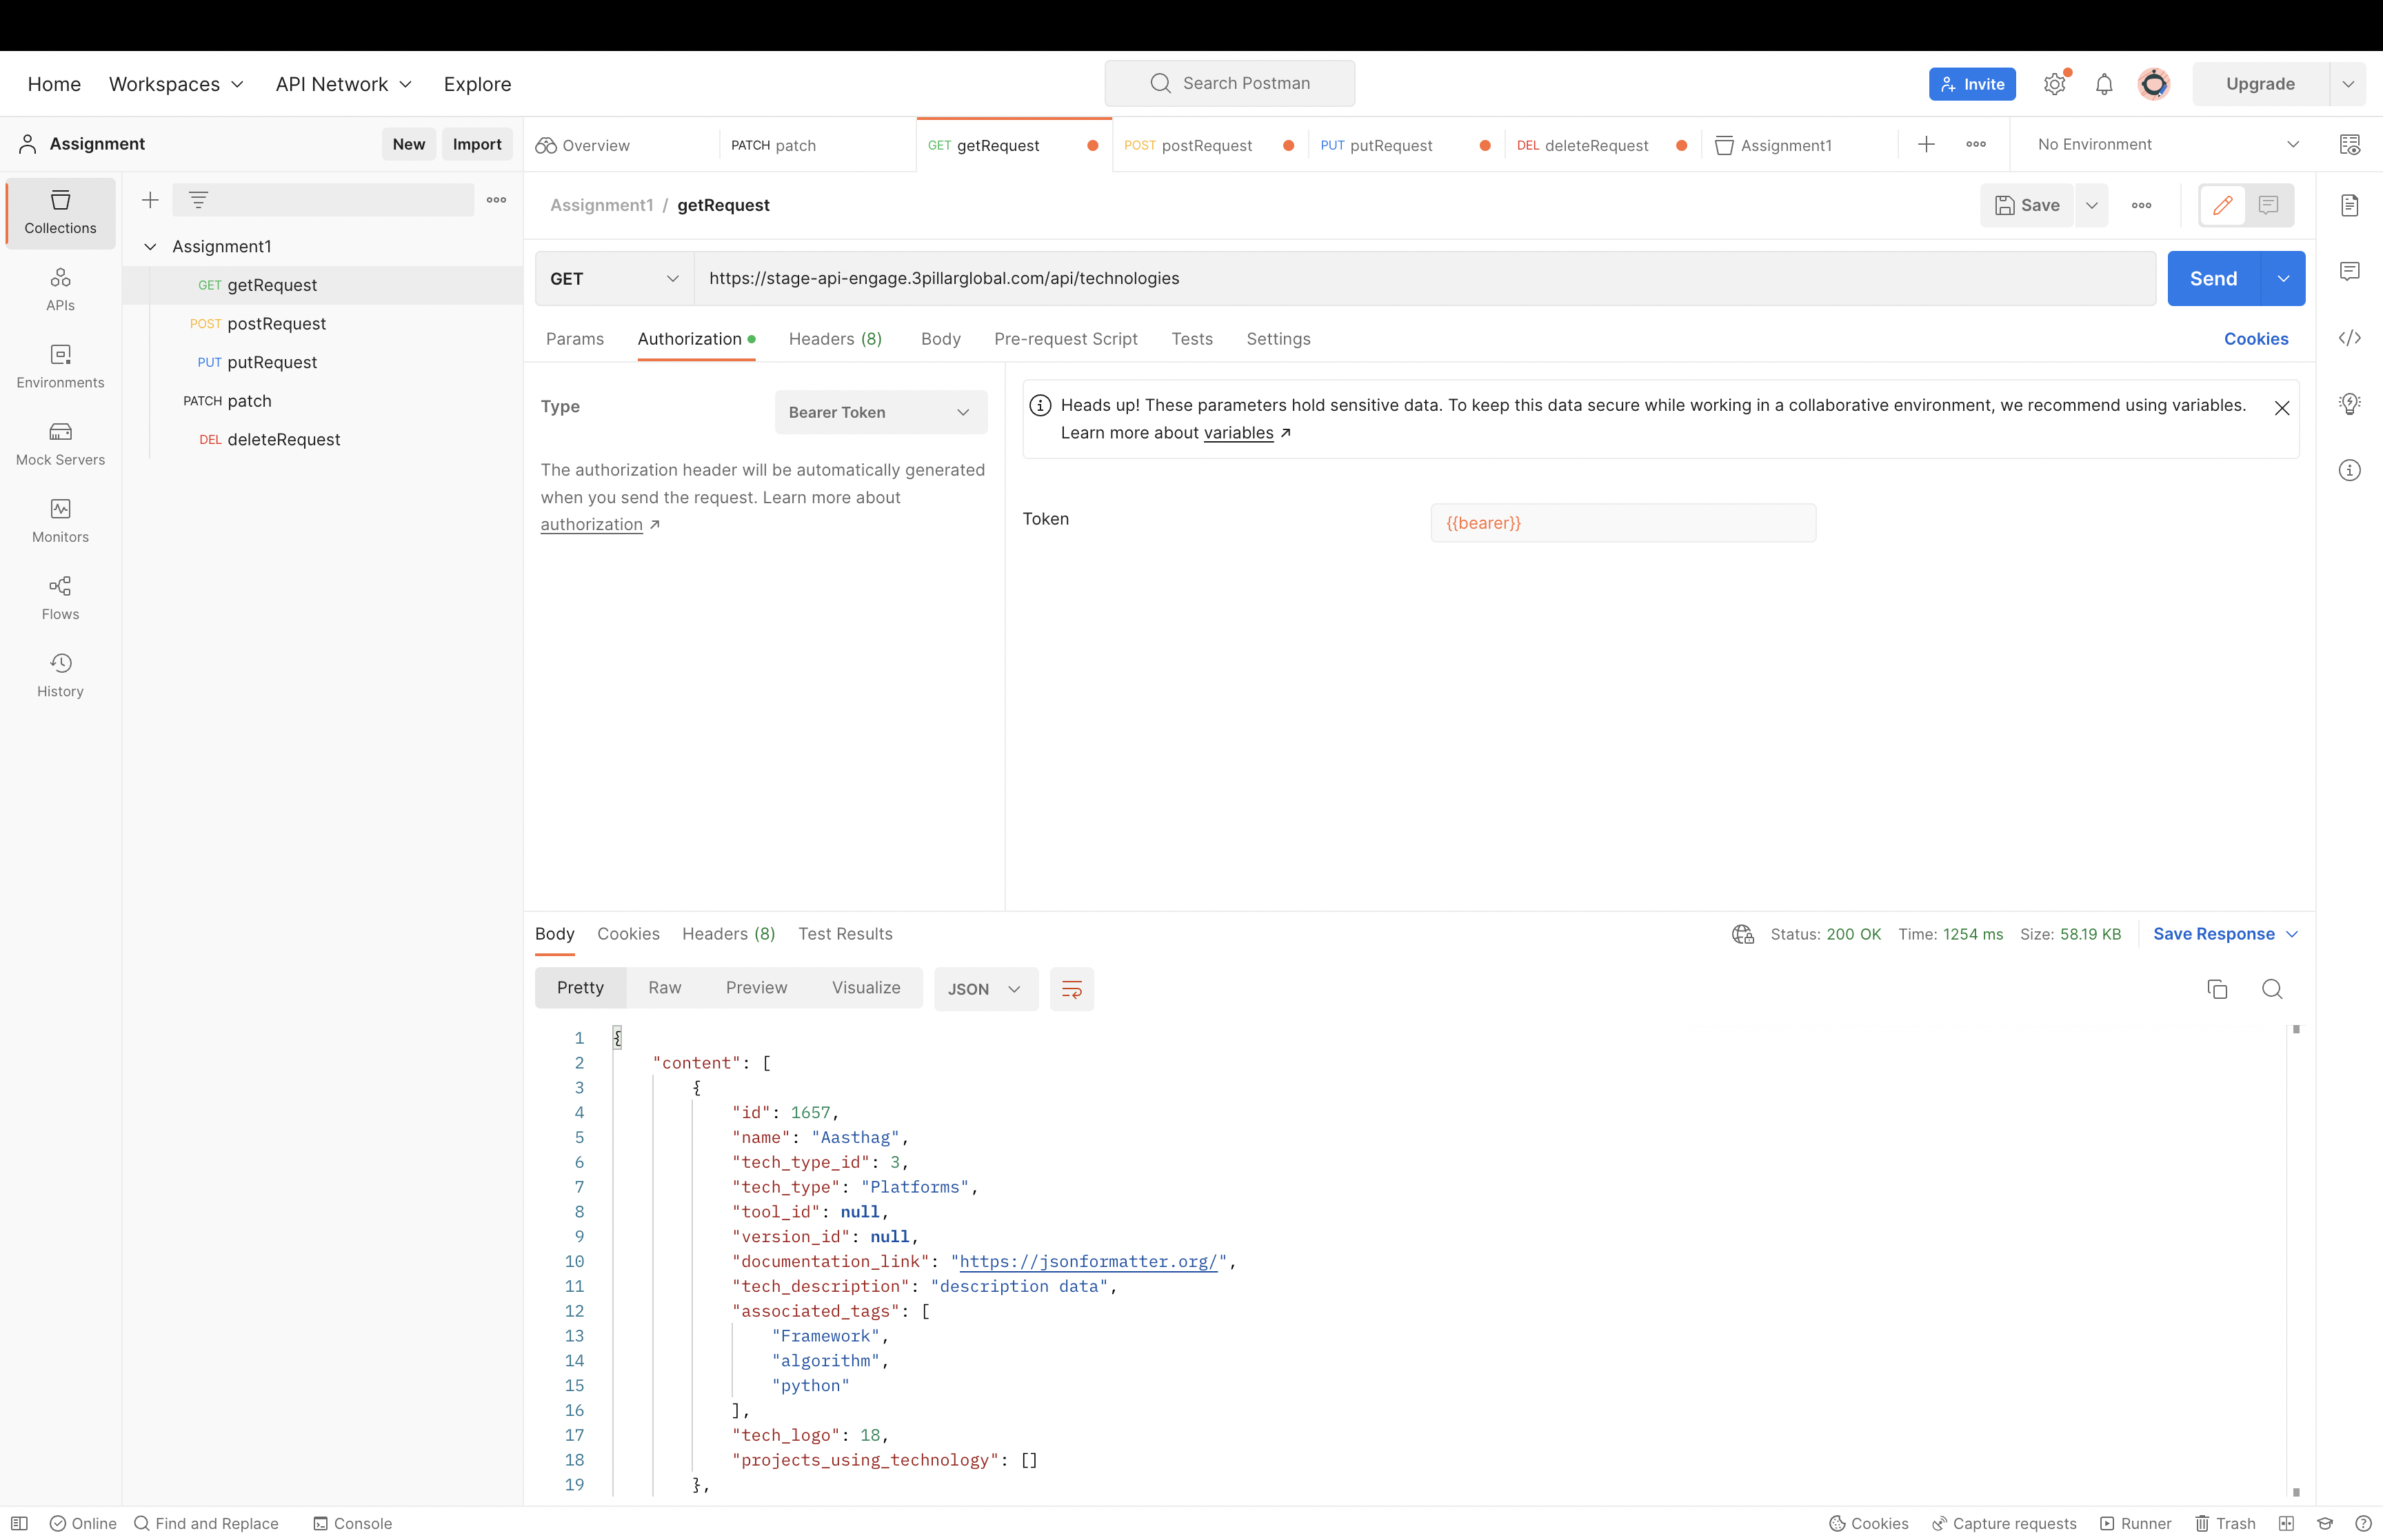 Home Workspaces API Network Explore Search Postman Invite Upgrade
Assignment New Import Overview PATCH patch GET getRequest POST postRequest PUT putRequest DEL deleteRequest Assignment1 No Environment
Collections
APIs
Environments
Mock Servers
Monitors
Flows
History
Assignment1
GET getRequest
POST postRequest
PUT putRequest
PATCH patch
DEL deleteRequest
Assignment1 / getRequest Save
GET https://stage-api-engage.3pillarglobal.com/api/technologies Send
Params Authorization Headers (8) Body Pre-request Script Tests Settings Cookies
Type Bearer Token
The authorization header will be automatically generated
when you send the request. Learn more about
authorization ↗
Heads up! These parameters hold sensitive data. To keep this data secure while working in a collaborative environment, we recommend using variables.
Learn more about variables ↗
Token {{bearer}}
Body Cookies Headers (8) Test Results Status: 200 OK Time: 1254 ms Size: 58.19 KB Save Response
Pretty Raw Preview Visualize JSON
1 {
2 "content": [
3 {
4 "id": 1657,
5 "name": "Aasthag",
6 "tech_type_id": 3,
7 "tech_type": "Platforms",
8 "tool_id": null,
9 "version_id": null,
10 "documentation_link": "https://jsonformatter.org/",
11 "tech_description": "description data",
12 "associated_tags": [
13 "Framework",
14 "algorithm",
15 "python"
16 ],
17 "tech_logo": 18,
18 "projects_using_technology": []
19 },
Online Find and Replace Console Cookies Capture requests Runner Trash